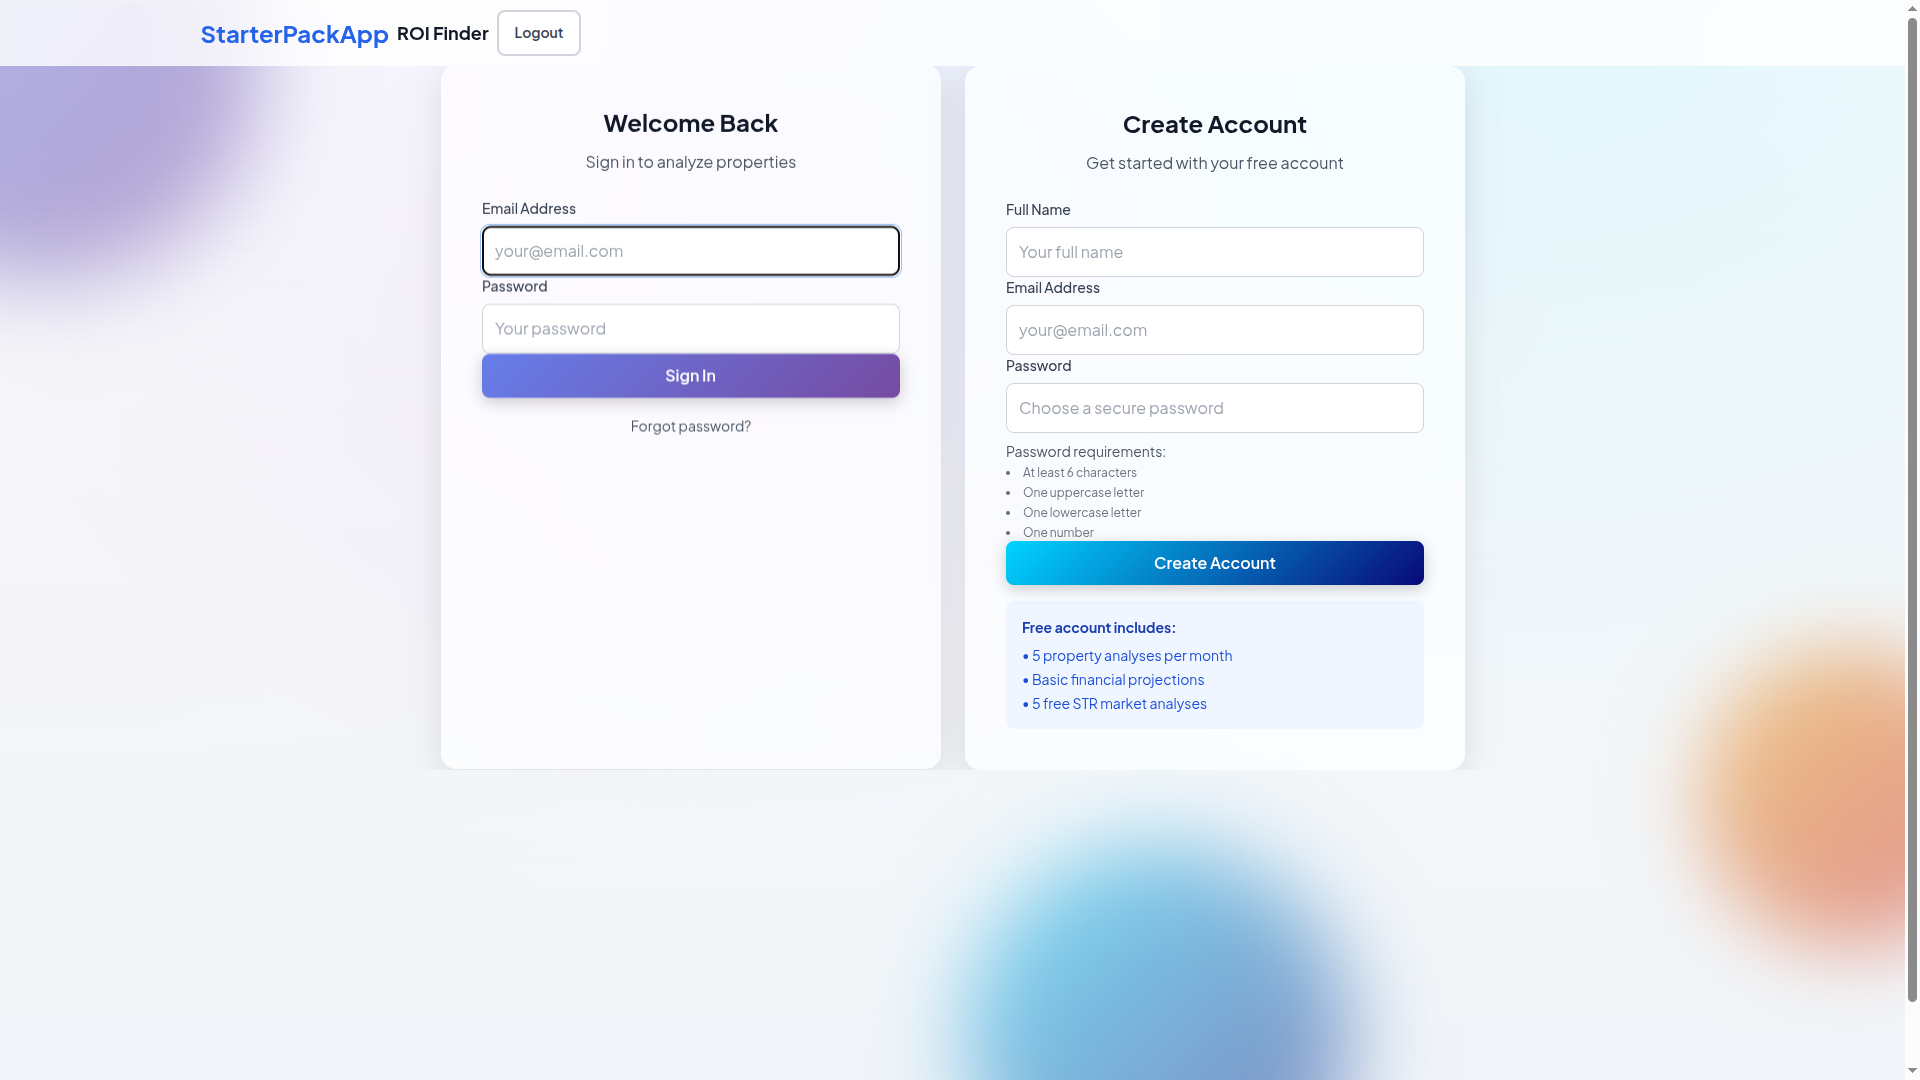 StarterPackApp ROI Finder Logout
Welcome Back
Sign in to analyze properties
Email Address
your@email.com
Password
Your password
Sign In
Forgot password?
Create Account
Get started with your free account
Full Name
Your full name
Email Address
your@email.com
Password
Choose a secure password
Password requirements:
• At least 6 characters
• One uppercase letter
• One lowercase letter
• One number
Create Account
Free account includes:
• 5 property analyses per month
• Basic financial projections
• 5 free STR market analyses